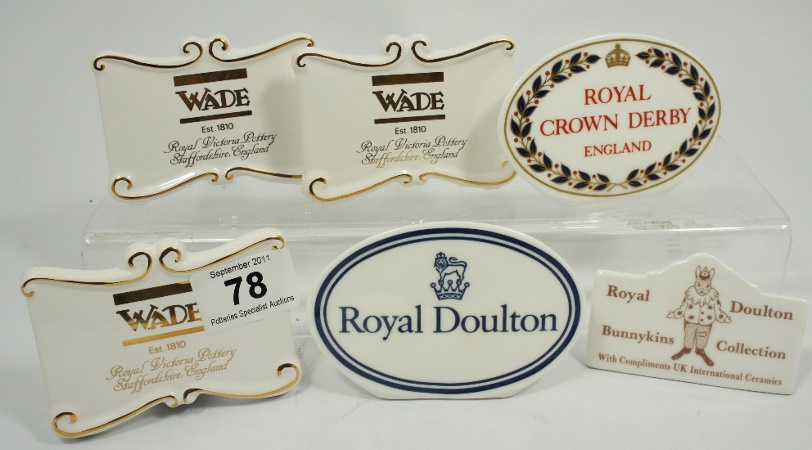 WADE
Est. 1810
Royal Victoria Pottery
Staffordshire, England
WADE
Est. 1810
Royal Victoria Pottery
Staffordshire, England
ROYAL
CROWN DERBY
ENGLAND
WADE
Est. 1810
Royal Victoria Pottery
Staffordshire, England
September 2011
78
Potteries Specialist Auctions
Royal Doulton
Royal Doulton
Bunnykins Collection
With Compliments UK International Ceramics